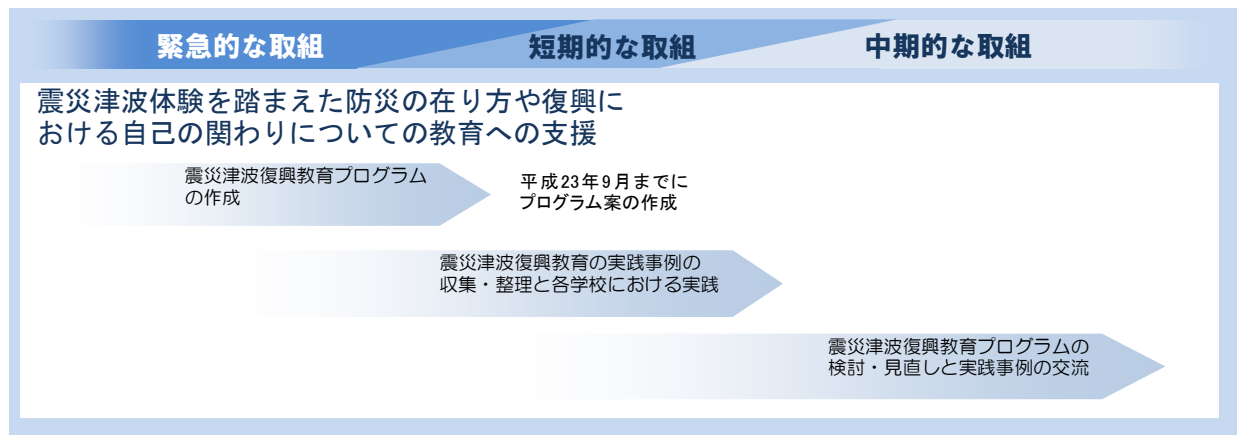 緊急的な取組
短期的な取組
中期的な取組
震災津波体験を踏まえた防災の在り方や復興に
おける自己の関わりについての教育への支援
震災津波復興教育プログラム
の作成
平成23年9月までに
プログラム案の作成
震災津波復興教育の実践事例の
収集・整理と各学校における実践
震災津波復興教育プログラムの
検討・見直しと実践事例の交流